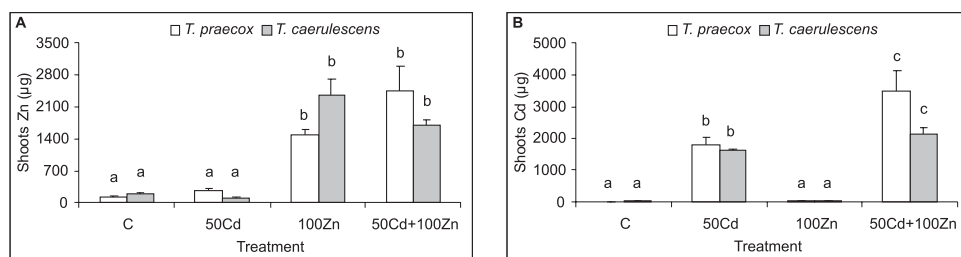 A
T. praecox T. caerulescens
Shoots Zn (µg)
3500
2800
2100
1400
700
0
a a a a b b b b
C 50Cd 100Zn 50Cd+100Zn
Treatment
B
T. praecox T. caerulescens
Shoots Cd (µg)
5000
4000
3000
2000
1000
0
a a b b a a c c
C 50Cd 100Zn 50Cd+100Zn
Treatment